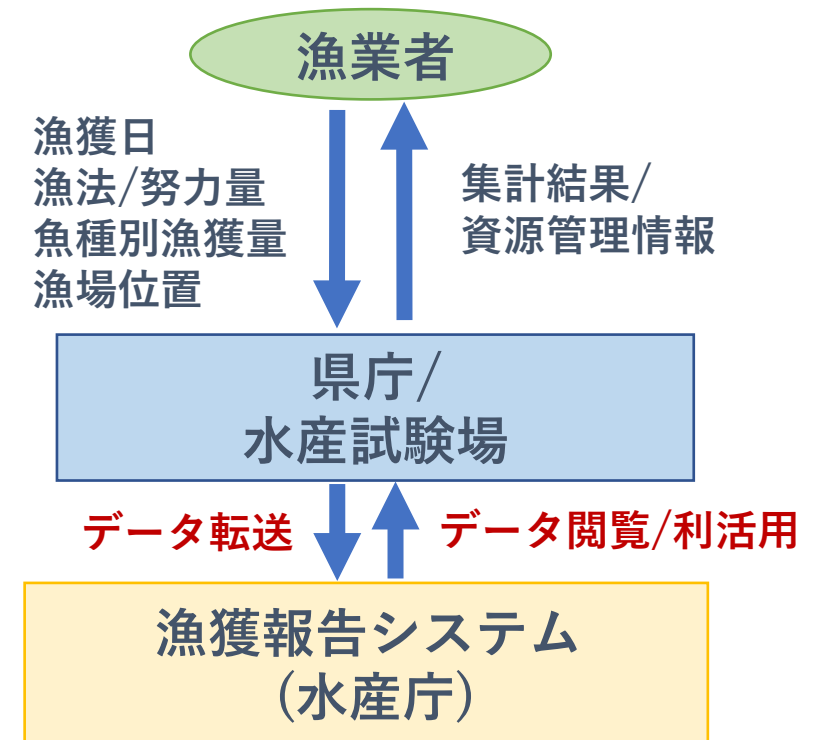 漁業者
漁獲日
漁法/努力量
魚種別漁獲量
漁場位置
集計結果/
資源管理情報
県庁/
水産試験場
データ転送
データ閲覧/利活用
漁獲報告システム
(水産庁)